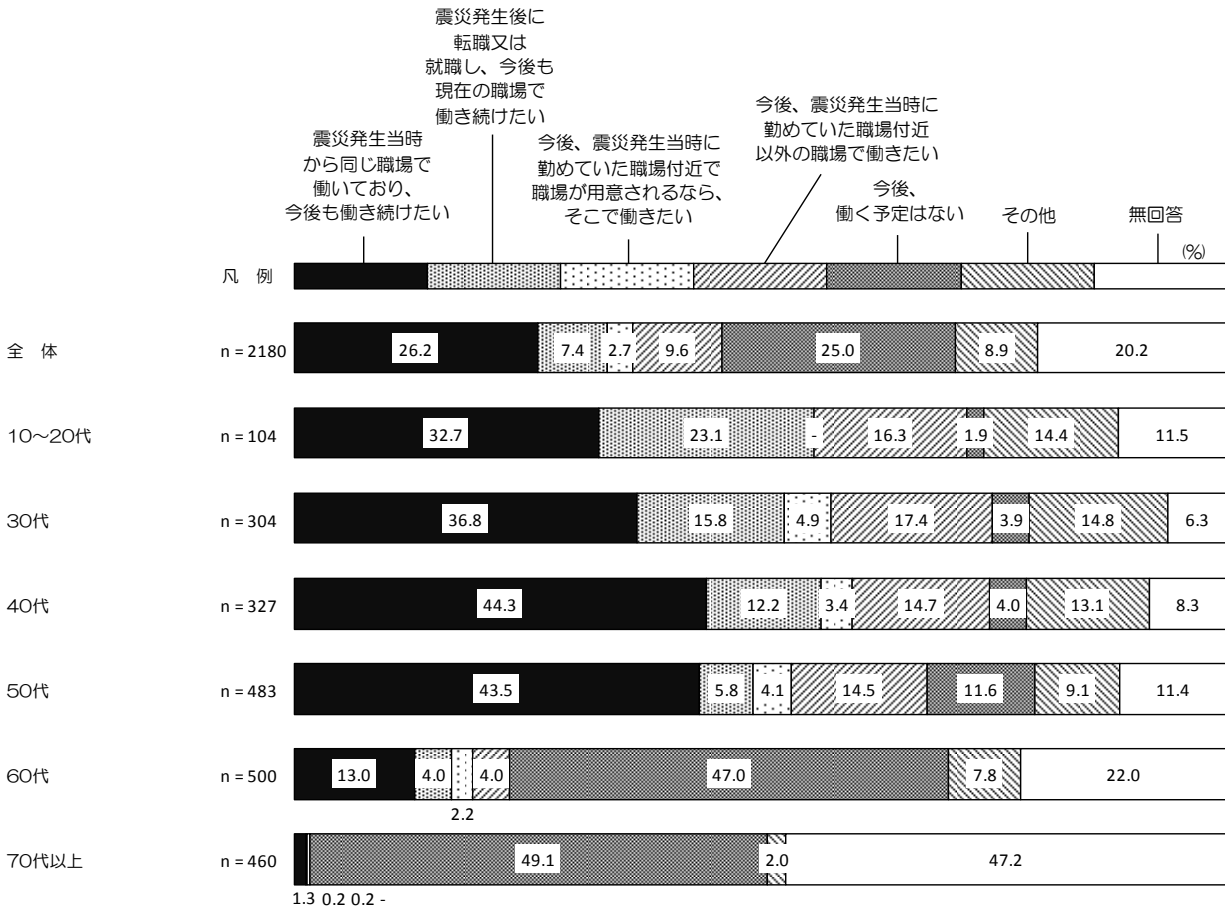 震災発生後に
転職又は
就職し、今後も
現在の職場で
働き続けたい
今後、震災発生当時に
勤めていた職場付近
以外の職場で働きたい
震災発生当時
から同じ職場で
働いており、
今後も働き続けたい
今後、震災発生当時に
勤めていた職場付近で
職場が用意されるなら、
そこで働きたい
今後、
働く予定はない
その他
無回答
(%)
凡 例
全 体 n = 2180 26.2 7.4 2.7 9.6 25.0 8.9 20.2
10～20代 n = 104 32.7 23.1 - 16.3 1.9 14.4 11.5
30代 n = 304 36.8 15.8 4.9 17.4 3.9 14.8 6.3
40代 n = 327 44.3 12.2 3.4 14.7 4.0 13.1 8.3
50代 n = 483 43.5 5.8 4.1 14.5 11.6 9.1 11.4
60代 n = 500 13.0 4.0 4.0 47.0 7.8 22.0
2.2
70代以上 n = 460 49.1 2.0 47.2
1.3 0.2 0.2 -